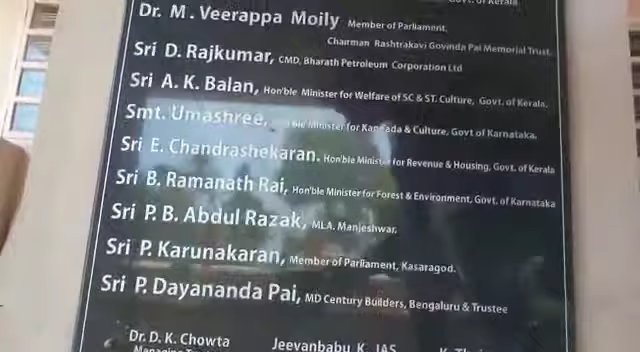 Govt. of Kerala
Dr. M. Veerappa Moily Member of Parliament,
Chairman Rashtrakavi Govinda Pai Memorial Trust,
Sri D. Rajkumar, CMD, Bharath Petroleum Corporation Ltd
Sri A. K. Balan, Hon'ble Minister for Welfare of SC & ST. Culture, Govt. of Kerala.
Smt. Umashree, Hon'ble Minister for Kannada & Culture, Govt of Karnataka.
Sri E. Chandrashekaran. Hon'ble Minister for Revenue & Housing, Govt. of Kerala
Sri B. Ramanath Rai, Hon'ble Minister for Forest & Environment, Govt. of Karnataka
Sri P. B. Abdul Razak, MLA. Manjeshwar.
Sri P. Karunakaran, Member of Parliament, Kasaragod.
Sri P. Dayananda Pai, MD Century Builders, Bengaluru & Trustee
Dr. D. K. Chowta Jeevanbabu K. IAS